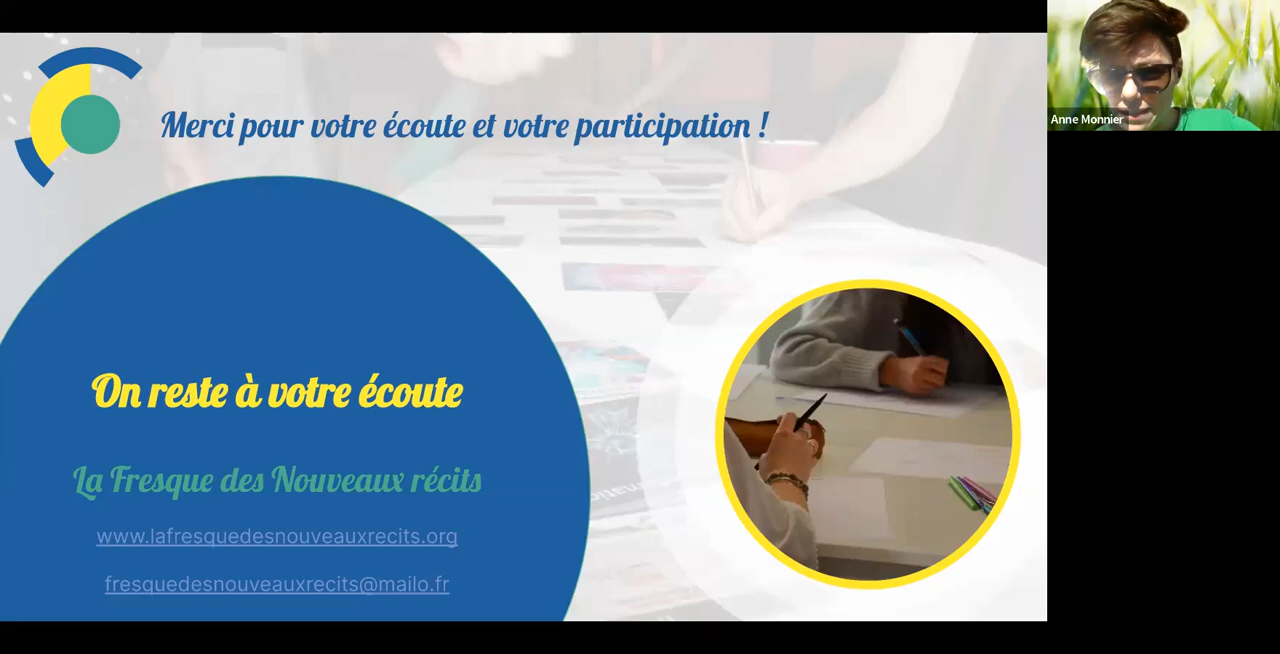 Merci pour votre écoute et votre participation !
Anne Monnier
On reste à votre écoute
La Fresque des Nouveaux récits
www.lafresquedesnouveauxrecits.org
fresquedesnouveauxrecits@mailo.fr